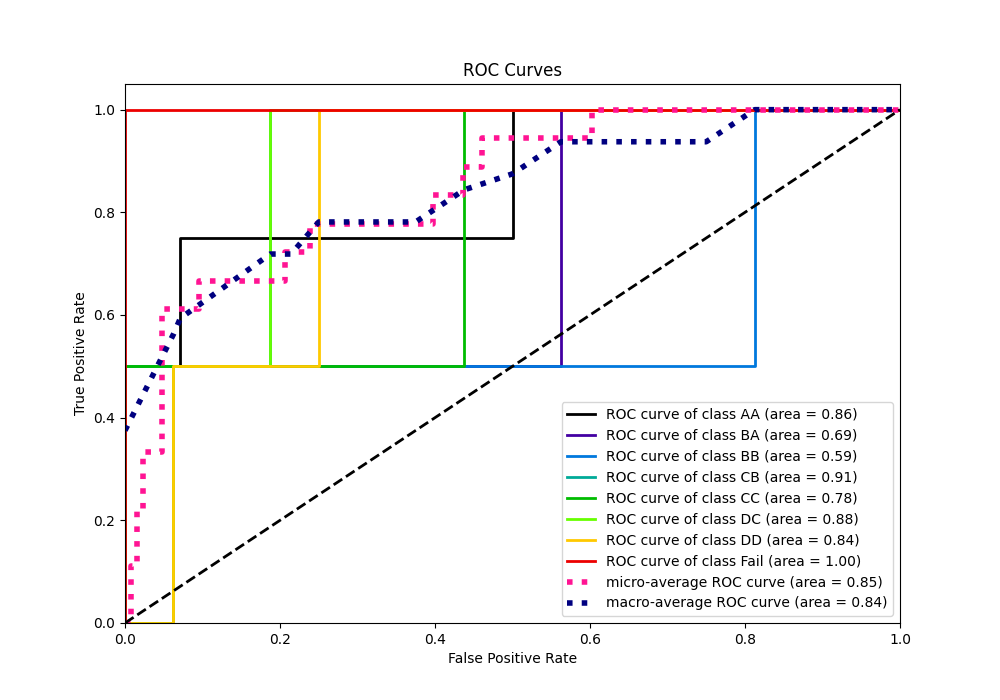 ROC Curves
1.0
0.8
0.6
0.4
0.2
0.0
True Positive Rate
0.0 0.2 0.4 0.6 0.8 1.0
False Positive Rate
ROC curve of class AA (area = 0.86)
ROC curve of class BA (area = 0.69)
ROC curve of class BB (area = 0.59)
ROC curve of class CB (area = 0.91)
ROC curve of class CC (area = 0.78)
ROC curve of class DC (area = 0.88)
ROC curve of class DD (area = 0.84)
ROC curve of class Fail (area = 1.00)
micro-average ROC curve (area = 0.85)
macro-average ROC curve (area = 0.84)